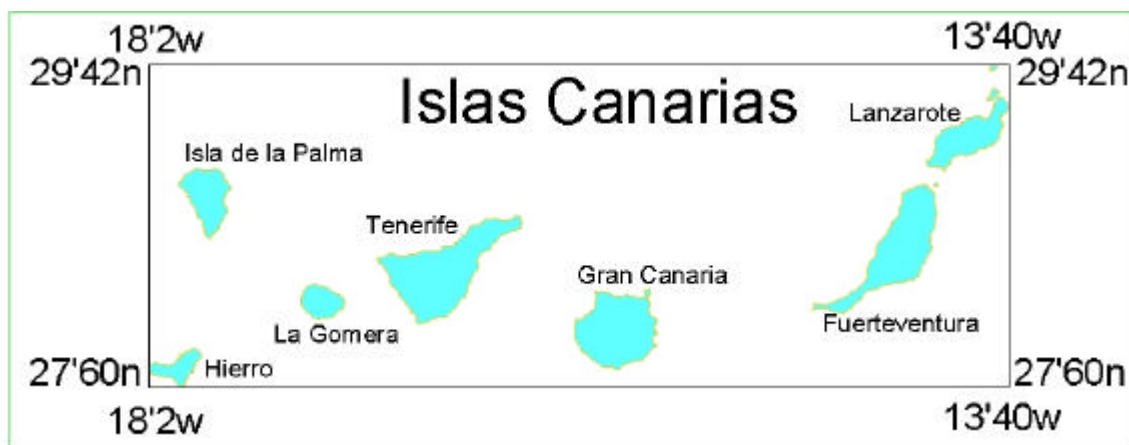 18'2w 13'40w
29'42n 29'42n
Islas Canarias
Lanzarote
Isla de la Palma
Tenerife
Gran Canaria
La Gomera
Fuerteventura
Hierro
27'60n 27'60n
18'2w 13'40w